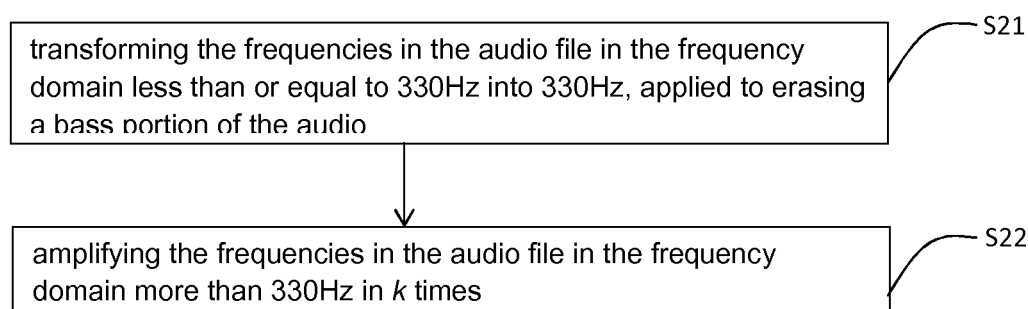 S21
transforming the frequencies in the audio file in the frequency
domain less than or equal to 330Hz into 330Hz, applied to erasing
a bass portion of the audio
S22
amplifying the frequencies in the audio file in the frequency
domain more than 330Hz in k times